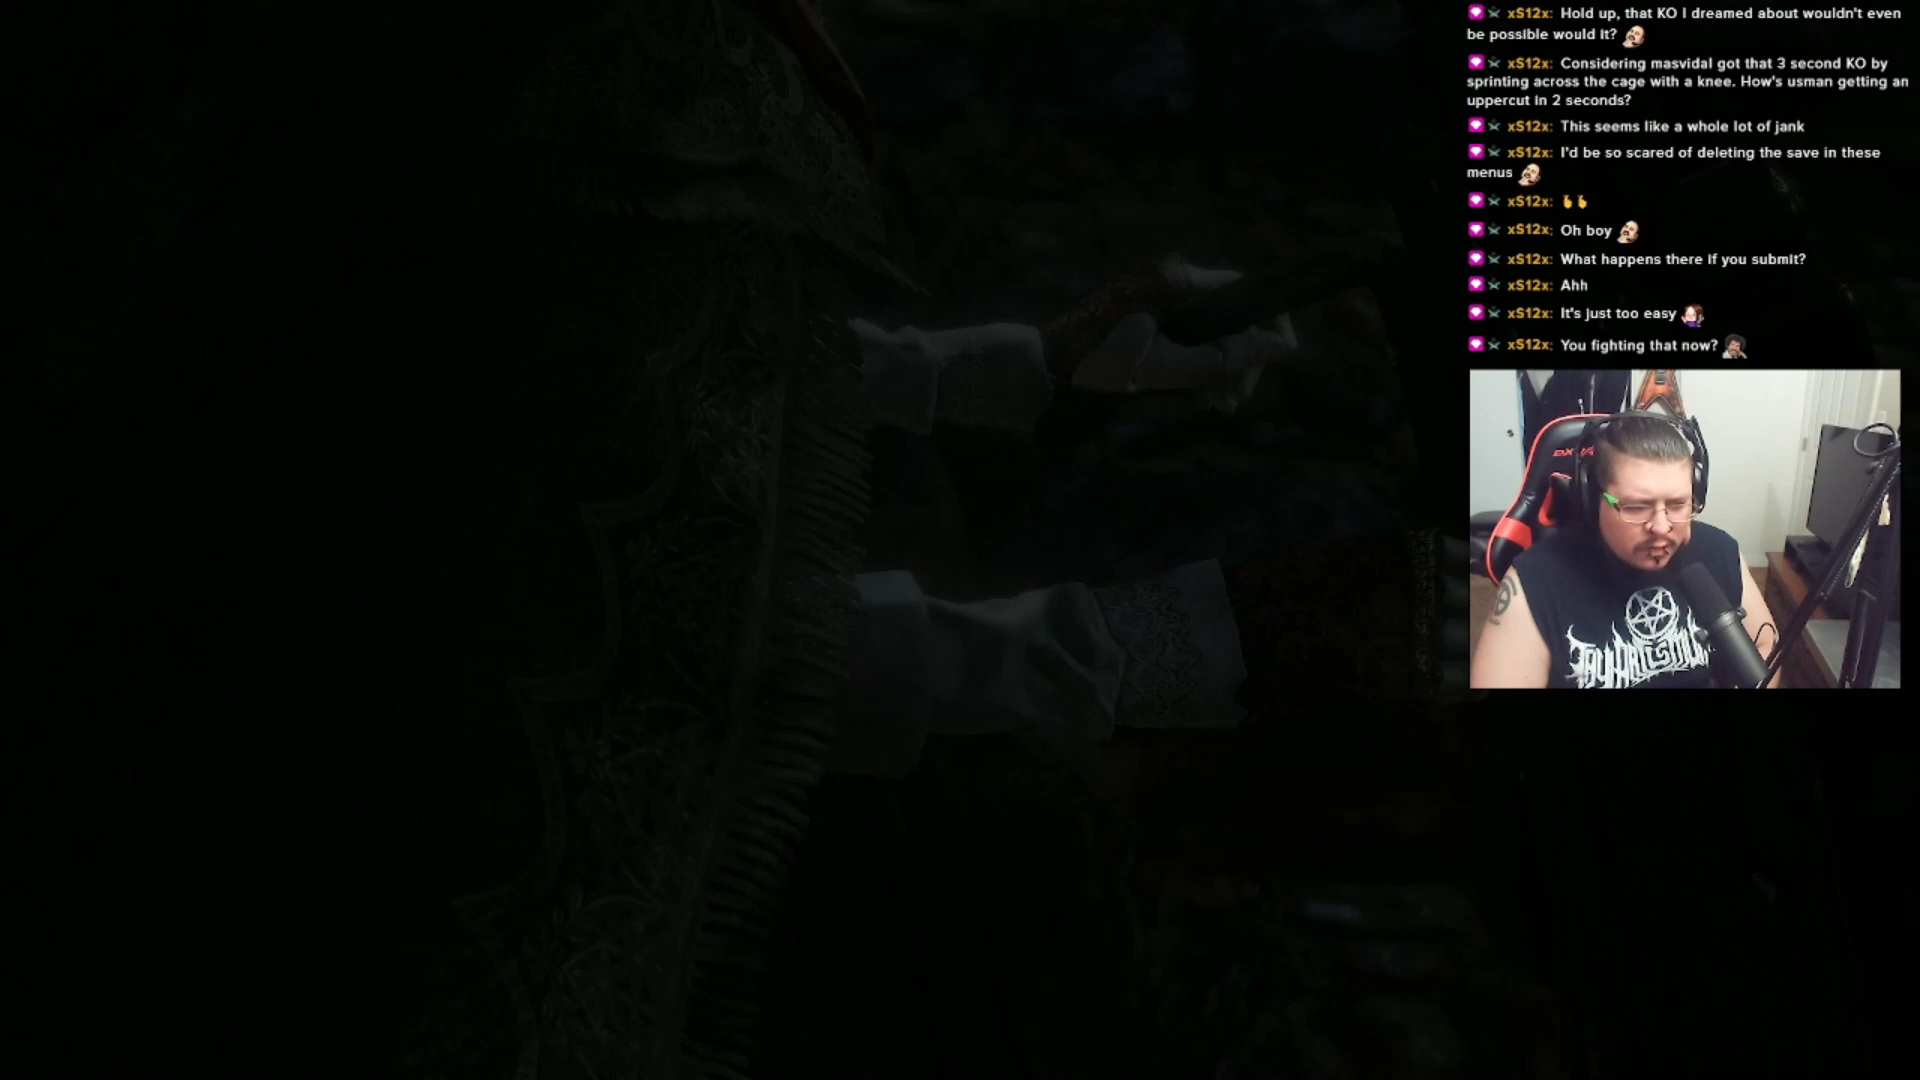 xS12x: Hold up, that KO I dreamed about wouldn't even
be possible would it?
xS12x: Considering masvidal got that 3 second KO by
sprinting across the cage with a knee. How's usman getting an
uppercut in 2 seconds?
xS12x: This seems like a whole lot of jank
xS12x: I'd be so scared of deleting the save in these
menus
xS12x:
xS12x: Oh boy
xS12x: What happens there if you submit?
xS12x: Ahh
xS12x: It's just too easy
xS12x: You fighting that now?
THY ART IS MU